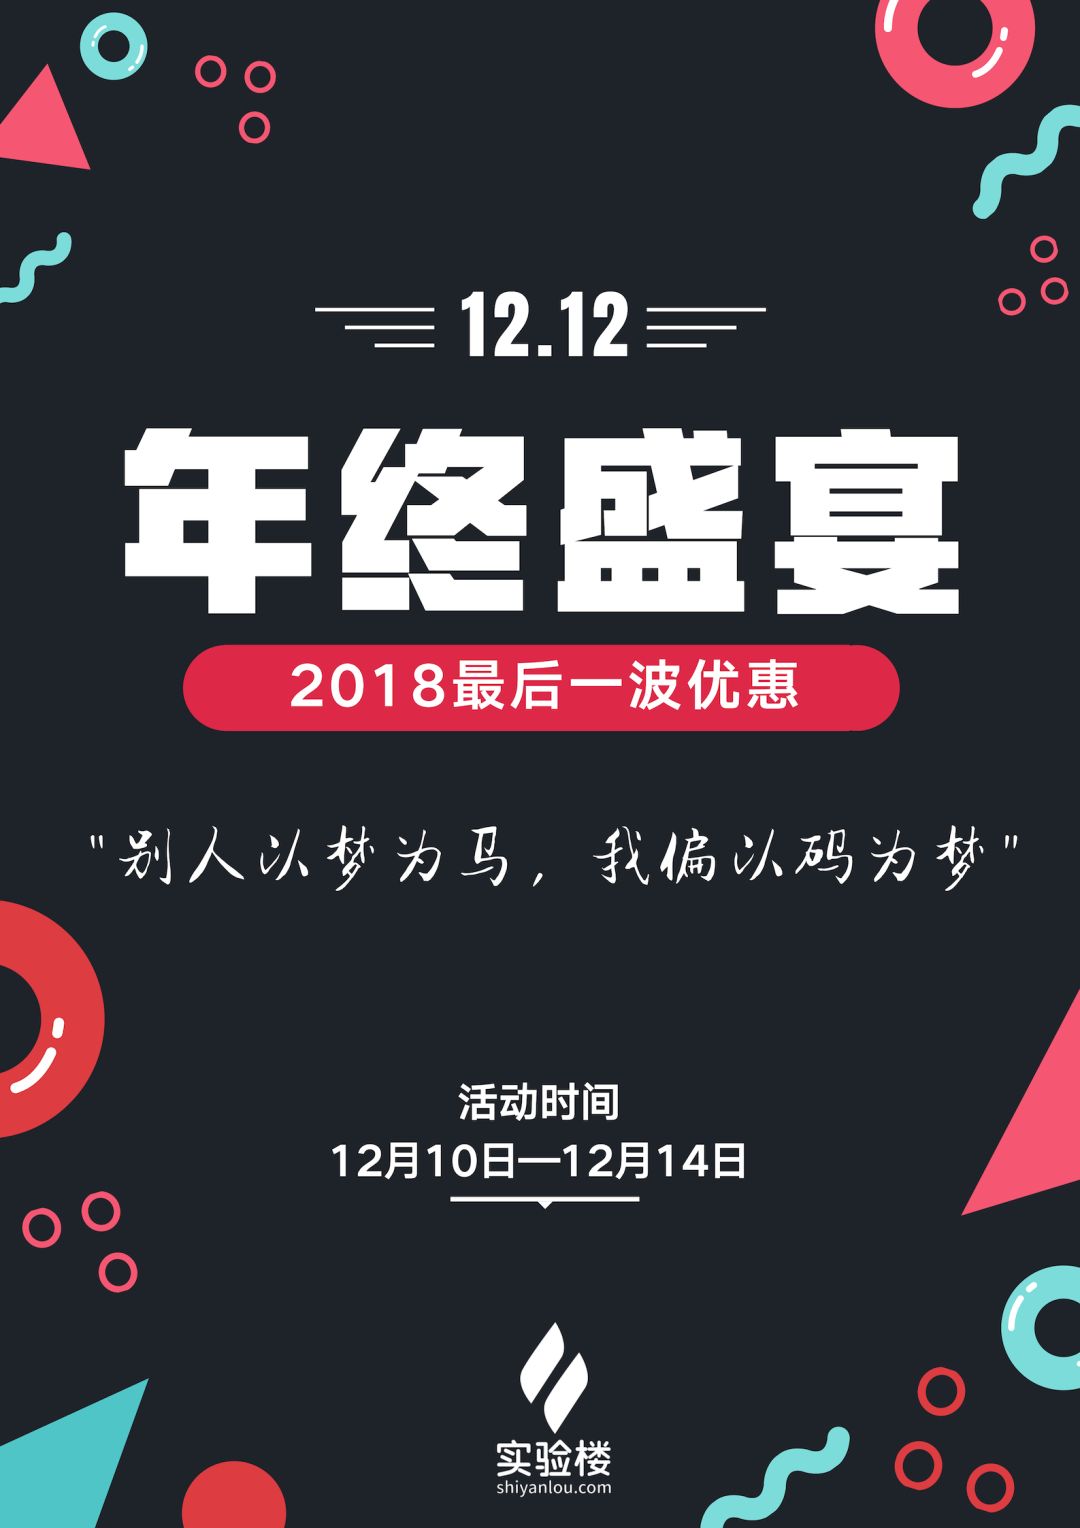 12.12
年终盛宴
2018最后一波优惠
"别人以梦为马，我偏以码为梦"
活动时间
12月10日—12月14日
实验楼
shiyanlou.com